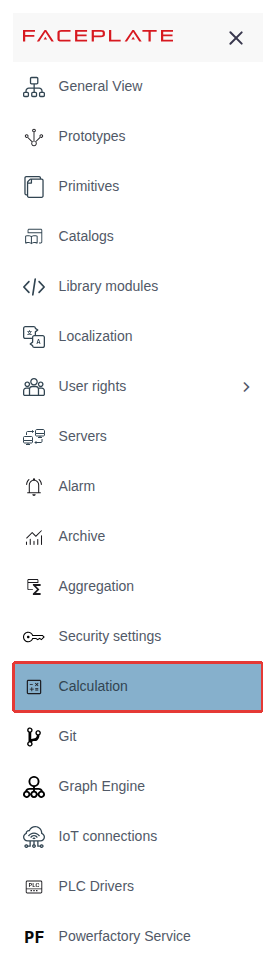 FACEPLATE
General View
Prototypes
Primitives
Catalogs
Library modules
Localization
User rights
Servers
Alarm
Archive
Aggregation
Security settings
Calculation
Git
Graph Engine
IoT connections
PLC Drivers
PF Powerfactory Service